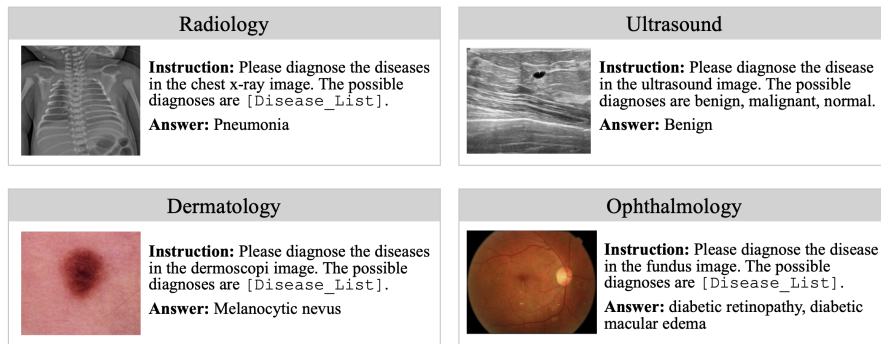 Radiology
Instruction: Please diagnose the diseases
in the chest x-ray image. The possible
diagnoses are [Disease_List].
Answer: Pneumonia
Ultrasound
Instruction: Please diagnose the disease
in the ultrasound image. The possible
diagnoses are benign, malignant, normal.
Answer: Benign
Dermatology
Instruction: Please diagnose the diseases
in the dermoscopi image. The possible
diagnoses are [Disease_List].
Answer: Melanocytic nevus
Ophthalmology
Instruction: Please diagnose the disease
in the fundus image. The possible
diagnoses are [Disease_List].
Answer: diabetic retinopathy, diabetic
macular edema